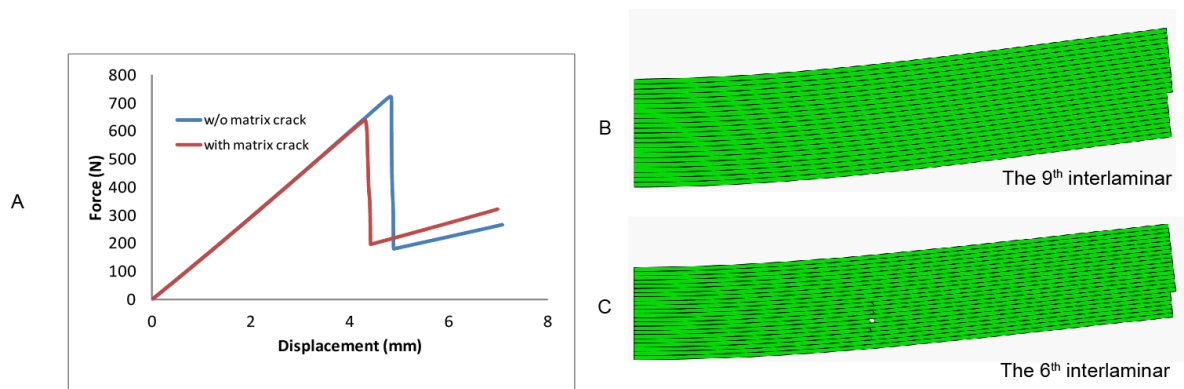 A
800
700
600
500
400
300
200
100
0
Force (N)
w/o matrix crack
with matrix crack
0 2 4 6 8
Displacement (mm)
B
The 9th interlaminar
C
The 6th interlaminar